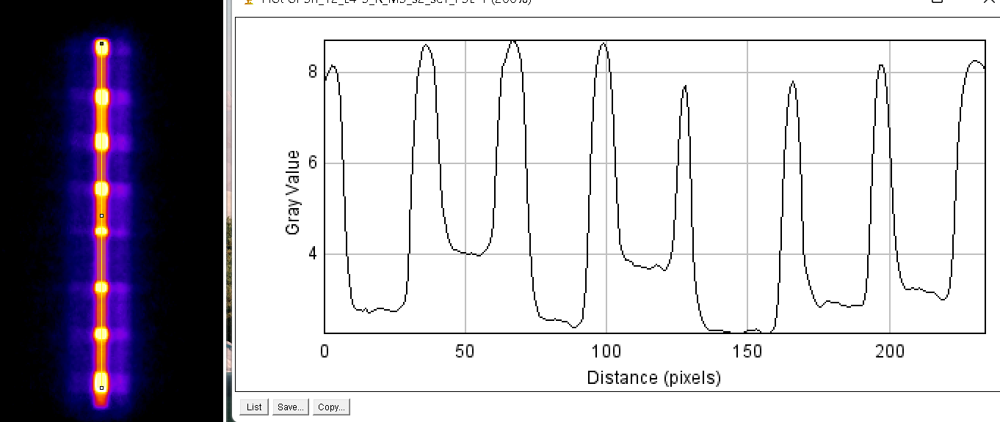 8
6
4
Gray Value
0 50 100 150 200
Distance (pixels)
List Save... Copy...